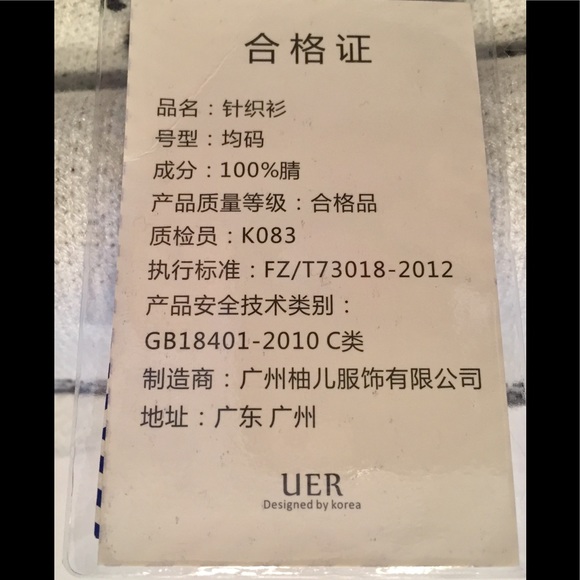 合格证
品名：针织衫
号型：均码
成分：100%腈
产品质量等级：合格品
质检员：K083
执行标准：FZ/T73018-2012
产品安全技术类别：
GB18401-2010 C类
制造商：广州柚儿服饰有限公司
地址：广东 广州
UER
Designed by korea